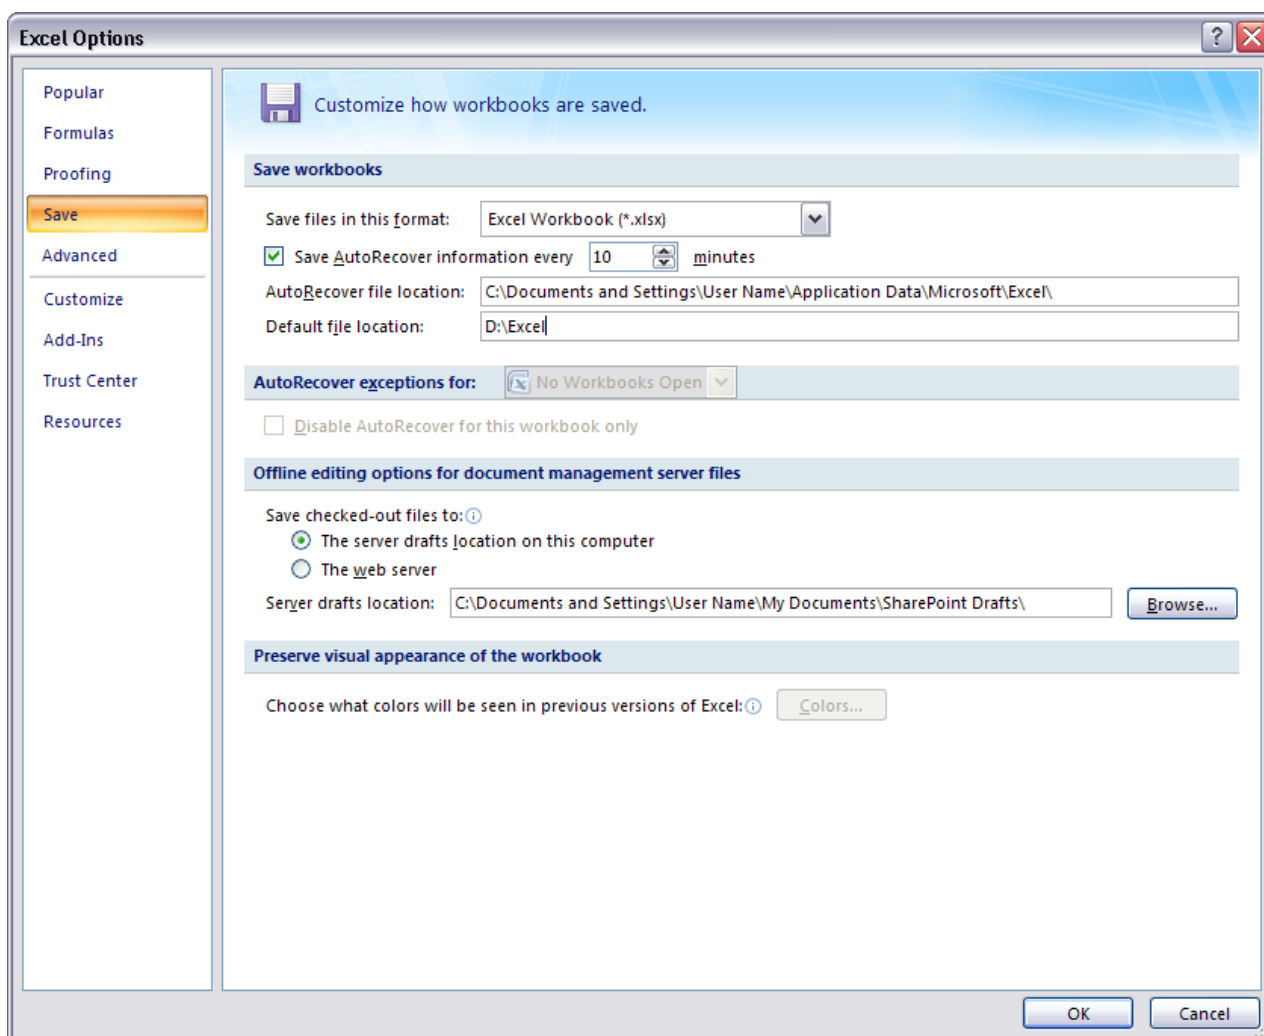 Excel Options
Popular
Formulas
Proofing
Save
Advanced
Customize
Add-Ins
Trust Center
Resources
Customize how workbooks are saved.
Save workbooks
Save files in this format: Excel Workbook (*.xlsx)
Save AutoRecover information every 10 minutes
AutoRecover file location: C:\Documents and Settings\User Name\Application Data\Microsoft\Excel\
Default file location: D:\Excel
AutoRecover exceptions for: No Workbooks Open
Disable AutoRecover for this workbook only
Offline editing options for document management server files
Save checked-out files to:
The server drafts location on this computer
The web server
Server drafts location: C:\Documents and Settings\User Name\My Documents\SharePoint Drafts\ Browse...
Preserve visual appearance of the workbook
Choose what colors will be seen in previous versions of Excel: Colors...
OK Cancel